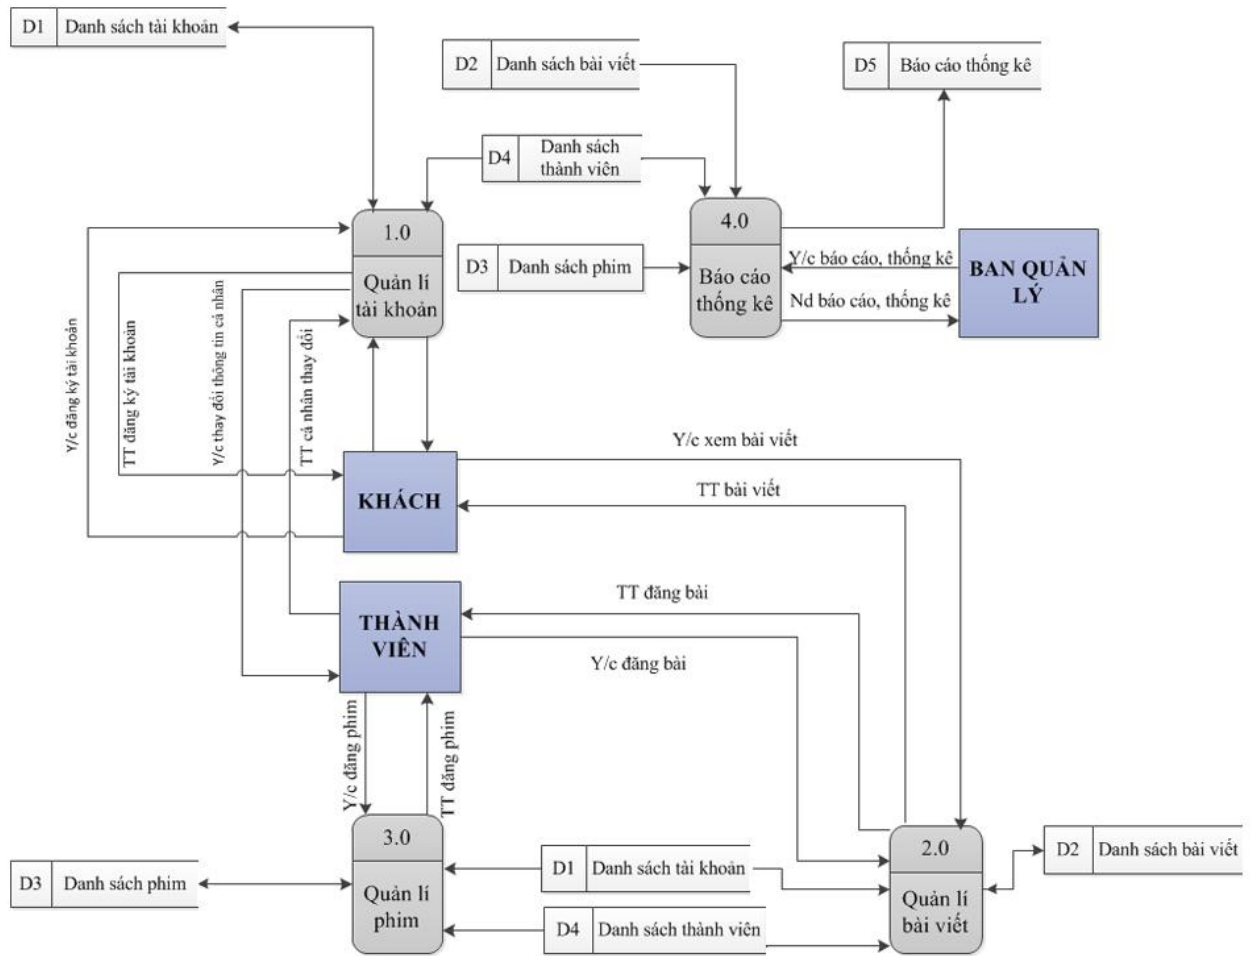 D1 Danh sách tài khoản
D2 Danh sách bài viết
D5 Báo cáo thống kê
D4 Danh sách
thành viên
1.0
Quản lí
tài khoản
4.0
Báo cáo
thống kê
D3 Danh sách phim
Y/c báo cáo, thống kê
Nd báo cáo, thống kê
BAN QUẢN
LÝ
Y/c đăng ký tài khoản
TT đăng ký tài khoản
Y/c thay đổi thông tin cá nhân
TT cá nhân thay đổi
Y/c xem bài viết
TT bài viết
KHÁCH
THÀNH
VIÊN
TT đăng bài
Y/c đăng bài
Y/c đăng phim
TT đăng phim
3.0
Quản lí
phim
D3 Danh sách phim
D1 Danh sách tài khoản
D4 Danh sách thành viên
2.0
Quản lí
bài viết
D2 Danh sách bài viết